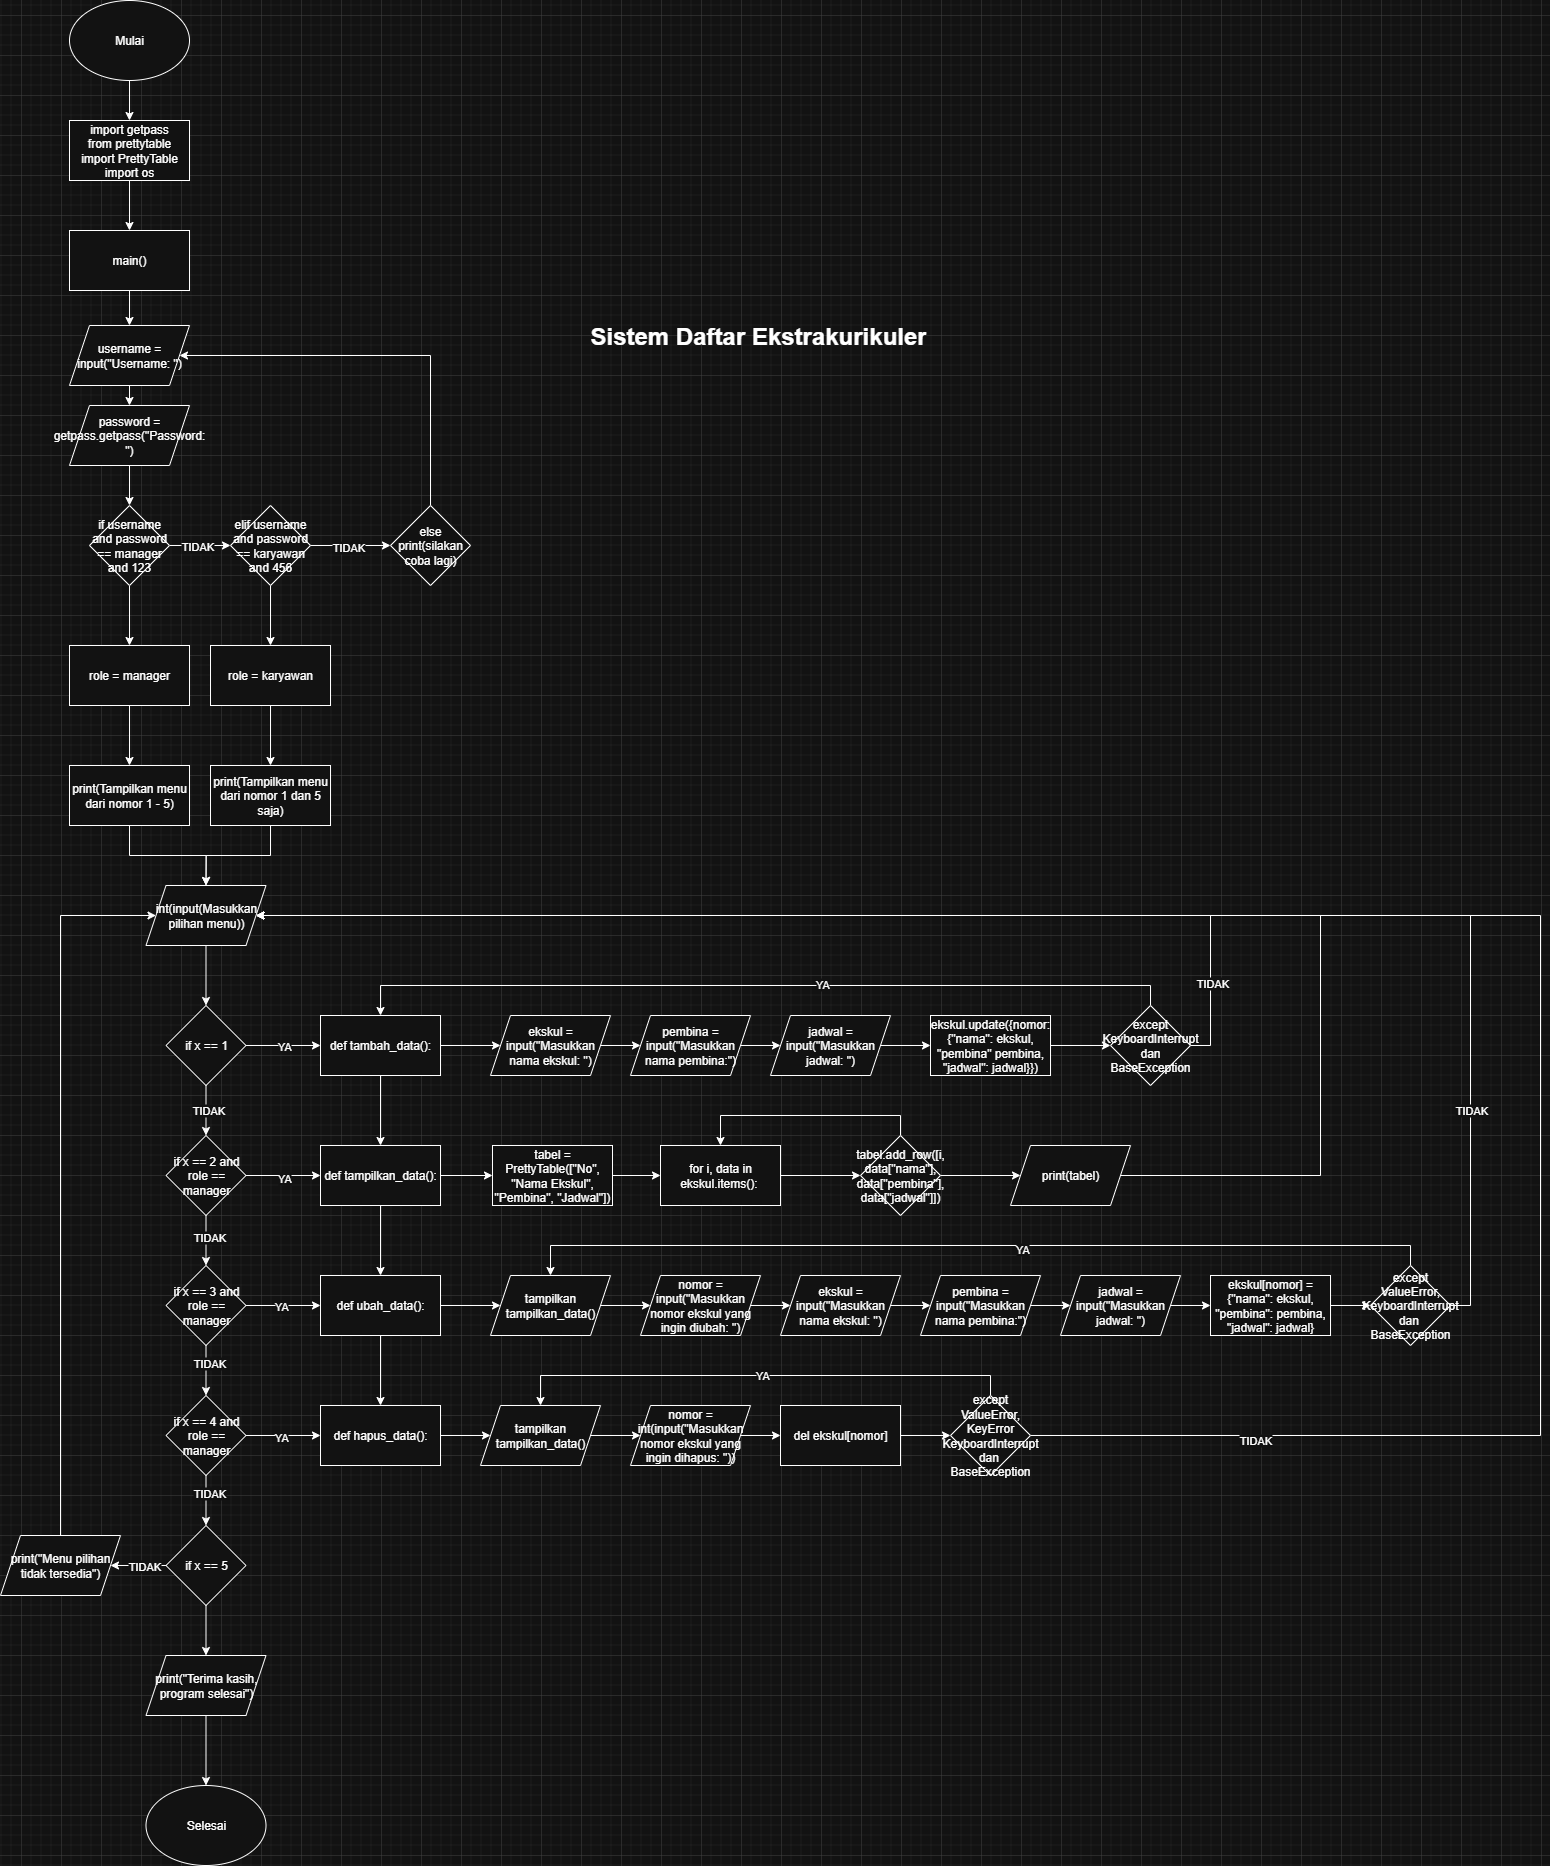 Mulai
import getpass
from prettytable
import PrettyTable
import os
main()
Sistem Daftar Ekstrakurikuler
username =
input("Username: ")
password =
getpass.getpass("Password:
")
if username
and password
== manager
and 123
TIDAK
elif username
and password
== karyawan
and 456
TIDAK
else
print(silakan
coba lagi)
role = manager
role = karyawan
print(Tampilkan menu
dari nomor 1 - 5)
print(Tampilkan menu
dari nomor 1 dan 5
saja)
int(input(Masukkan
pilihan menu))
if x == 1
YA
def tambah_data():
ekskul =
input("Masukkan
nama ekskul: ")
pembina =
input("Masukkan
nama pembina:")
jadwal =
input("Masukkan
jadwal: ")
ekskul.update({nomor:
{"nama": ekskul,
"pembina" pembina,
"jadwal": jadwal}})
except
KeyboardInterrupt
dan
BaseException
YA
TIDAK
TIDAK
if x == 2 and
role ==
manager
YA
def tampilkan_data():
tabel =
PrettyTable(["No",
"Nama Ekskul",
"Pembina", "Jadwal"])
for i, data in
ekskul.items():
tabel.add_row([i,
data["nama"],
data["pembina"],
data["jadwal"]])
print(tabel)
TIDAK
if x == 3 and
role ==
manager
YA
def ubah_data():
tampilkan
tampilkan_data()
nomor =
input("Masukkan
nomor ekskul yang
ingin diubah: ")
ekskul =
input("Masukkan
nama ekskul: ")
pembina =
input("Masukkan
nama pembina:")
jadwal =
input("Masukkan
jadwal: ")
ekskul[nomor] =
{"nama": ekskul,
"pembina": pembina,
"jadwal": jadwal}
except
ValueError,
KeyboardInterrupt
dan
BaseException
YA
TIDAK
TIDAK
if x == 4 and
role ==
manager
YA
def hapus_data():
tampilkan
tampilkan_data()
nomor =
int(input("Masukkan
nomor ekskul yang
ingin dihapus: "))
del ekskul[nomor]
except
ValueError,
KeyError
KeyboardInterrupt
dan
BaseException
YA
TIDAK
TIDAK
if x == 5
TIDAK
print("Menu pilihan
tidak tersedia")
print("Terima kasih,
program selesai")
Selesai